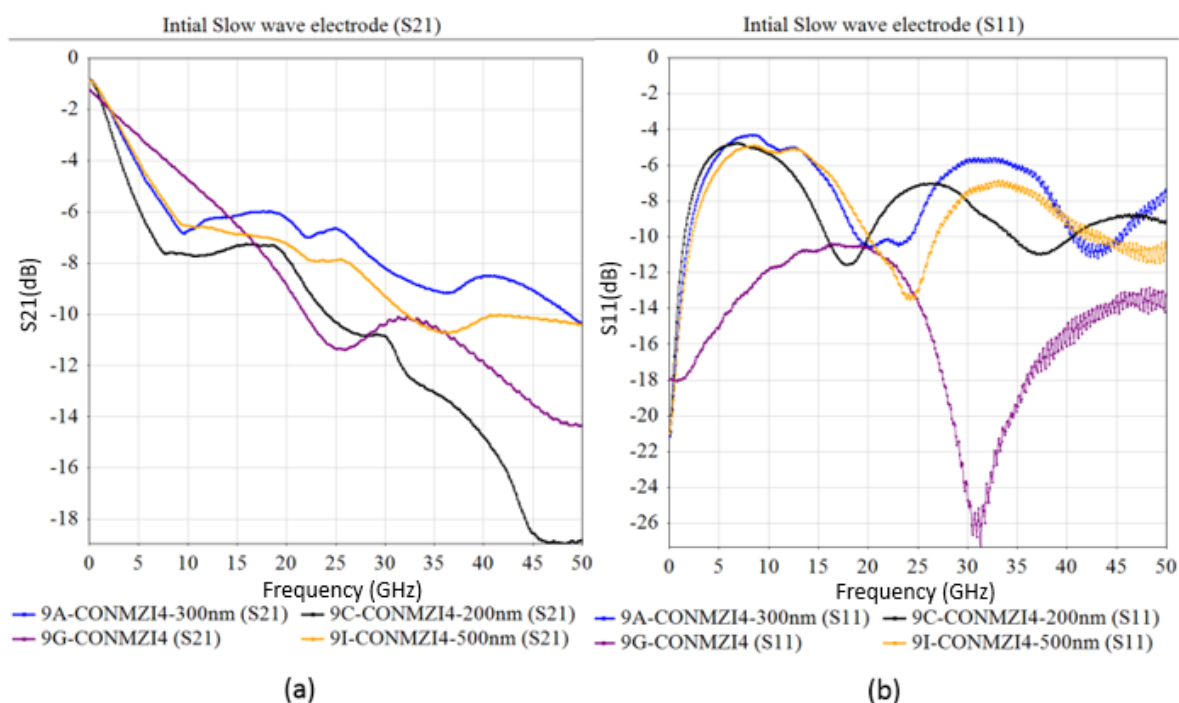 Intial Slow wave electrode (S21)
0
-2
-4
-6
-8
-10
-12
-14
-16
-18
S21(dB)
0 5 10 15 20 25 30 35 40 45 50
Frequency (GHz)
9A-CONMZI4-300nm (S21) 9C-CONMZI4-200nm (S21)
9G-CONMZI4 (S21) 9I-CONMZI4-500nm (S21)
(a)
Intial Slow wave electrode (S11)
0
-2
-4
-6
-8
-10
-12
-14
-16
-18
-20
-22
-24
-26
S11(dB)
0 5 10 15 20 25 30 35 40 45 50
Frequency (GHz)
9A-CONMZI4-300nm (S11) 9C-CONMZI4-200nm (S11)
9G-CONMZI4 (S11) 9I-CONMZI4-500nm (S11)
(b)